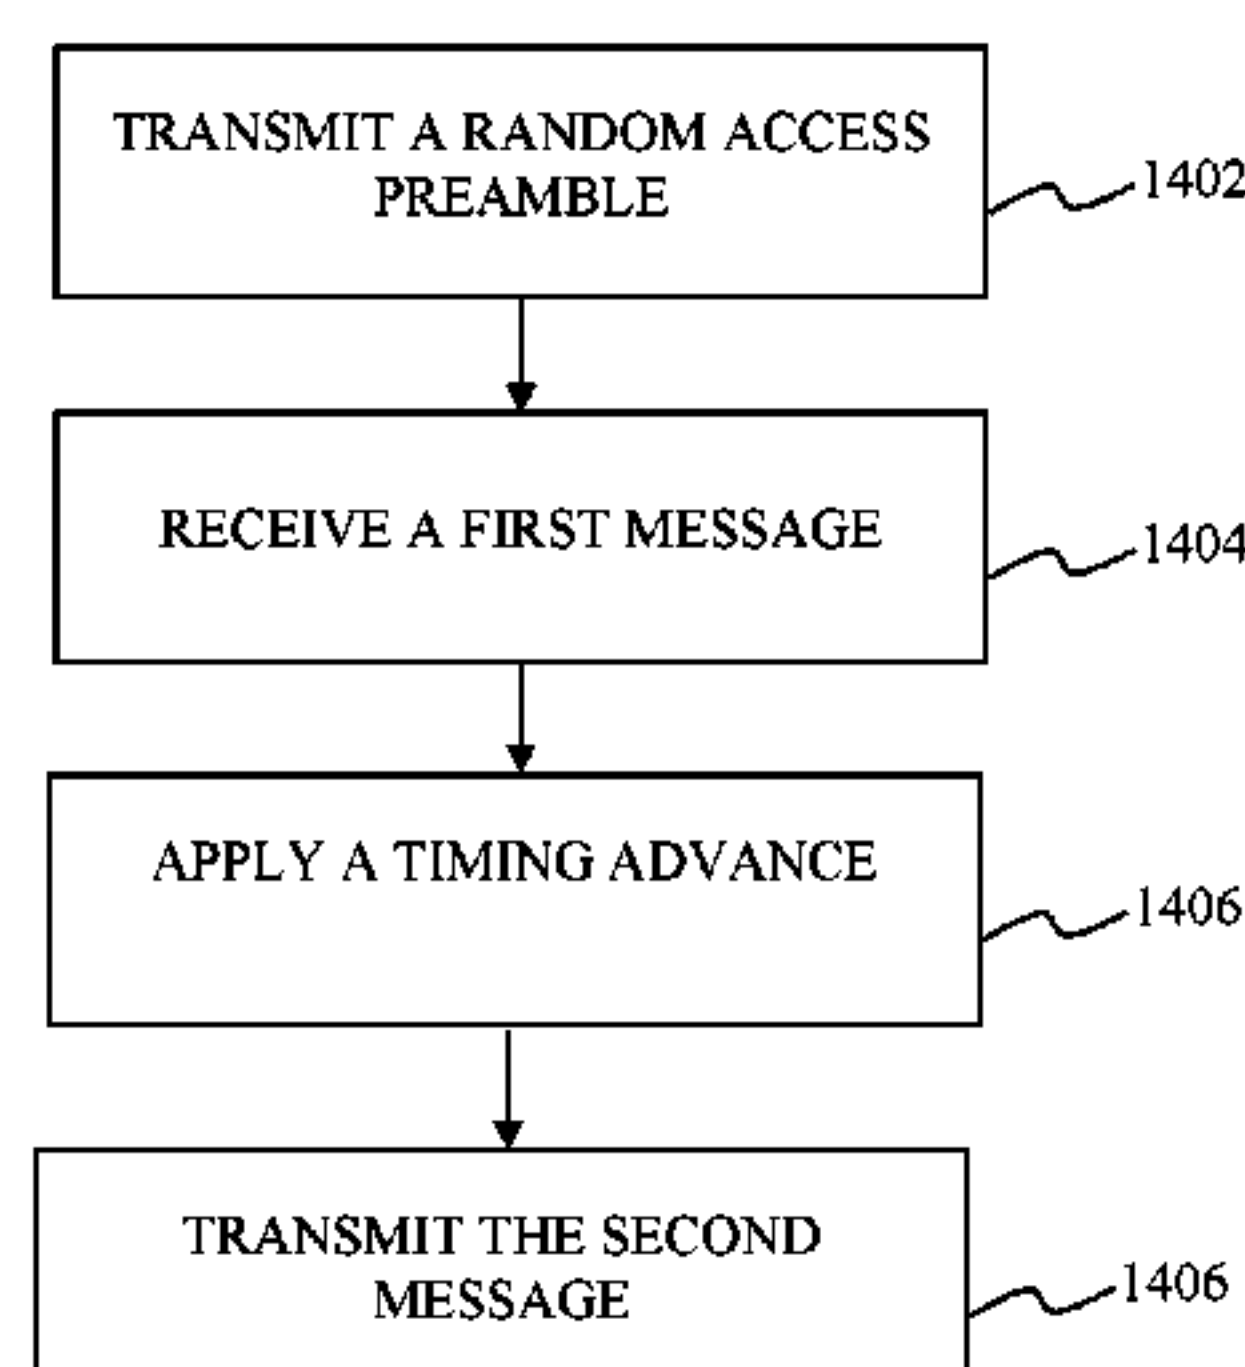 TRANSMIT A RANDOM ACCESS
PREAMBLE
1402
RECEIVE A FIRST MESSAGE
1404
APPLY A TIMING ADVANCE
1406
TRANSMIT THE SECOND
MESSAGE
1406